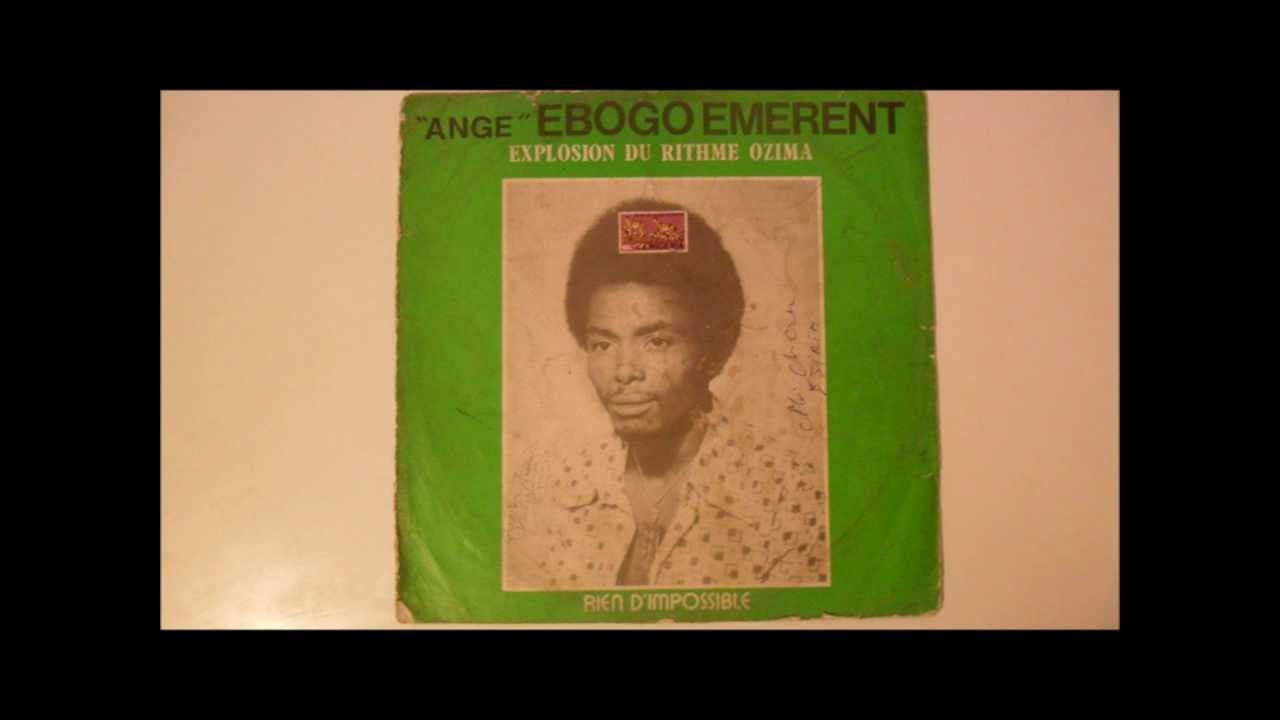 "ANGE" EBOGO EMERENT
EXPLOSION DU RITHME OZIMA
RIEN D'IMPOSSIBLE